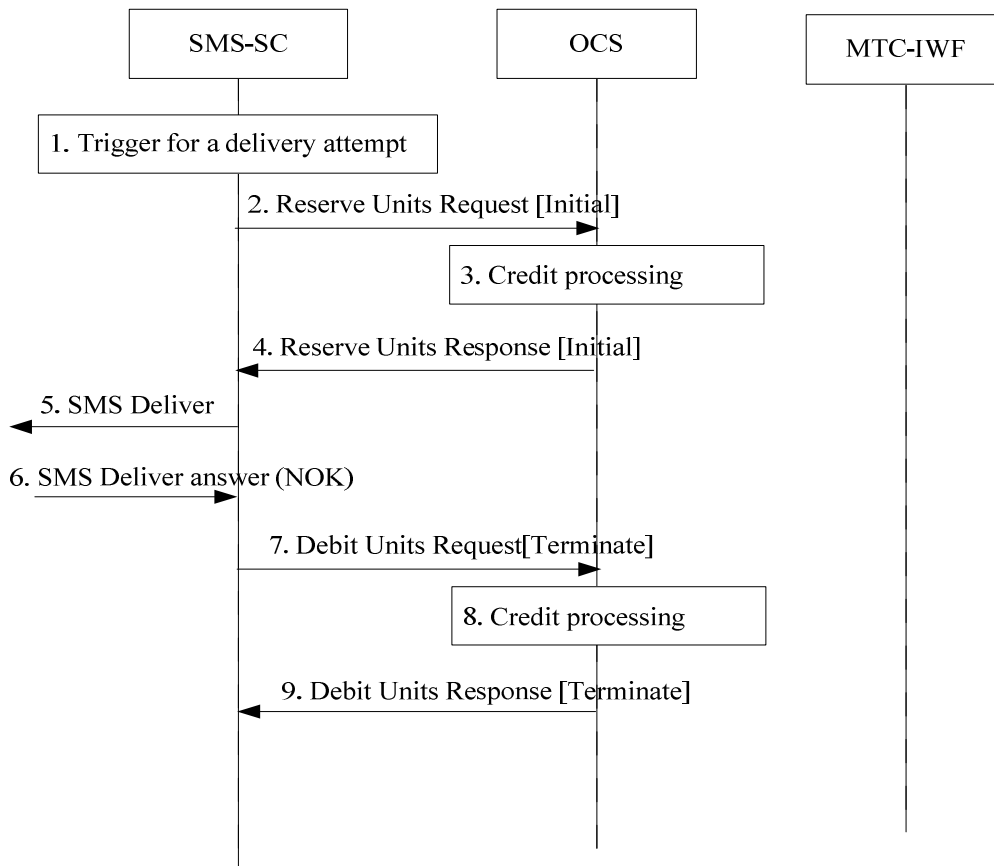 SMS-SC
OCS
MTC-IWF
1. Trigger for a delivery attempt
2. Reserve Units Request [Initial]
3. Credit processing
4. Reserve Units Response [Initial]
5. SMS Deliver
6. SMS Deliver answer (NOK)
7. Debit Units Request[Terminate]
8. Credit processing
9. Debit Units Response [Terminate]